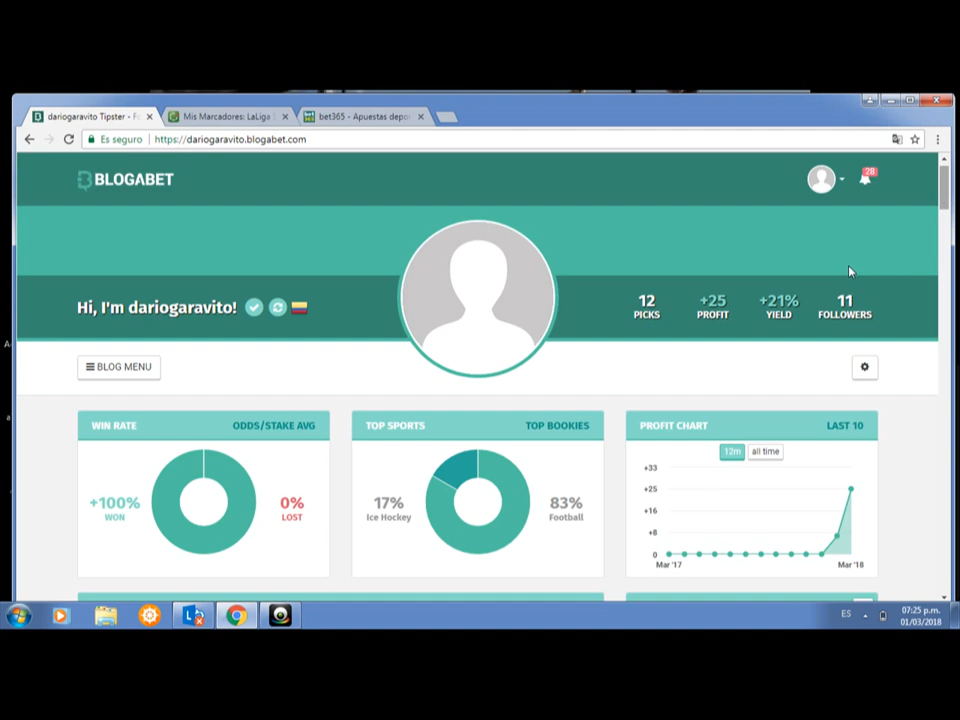 dariogaravito Tipster - F
Mis Marcadores: LaLiga
bet365 - Apuestas depo
Es seguro
https://dariogaravito.blogabet.com
BLOGABET
28
Hi, I'm dariogaravito!
12
PICKS
+25
PROFIT
+21%
YIELD
11
FOLLOWERS
BLOG MENU
WIN RATE
ODDS/STAKE AVG
+100%
WON
0%
LOST
TOP SPORTS
TOP BOOKIES
17%
Ice Hockey
83%
Football
PROFIT CHART
LAST 10
12m
all time
+33
+25
+16
+8
0
Mar '17
Mar '18
ES
07:25 p.m.
01/03/2018